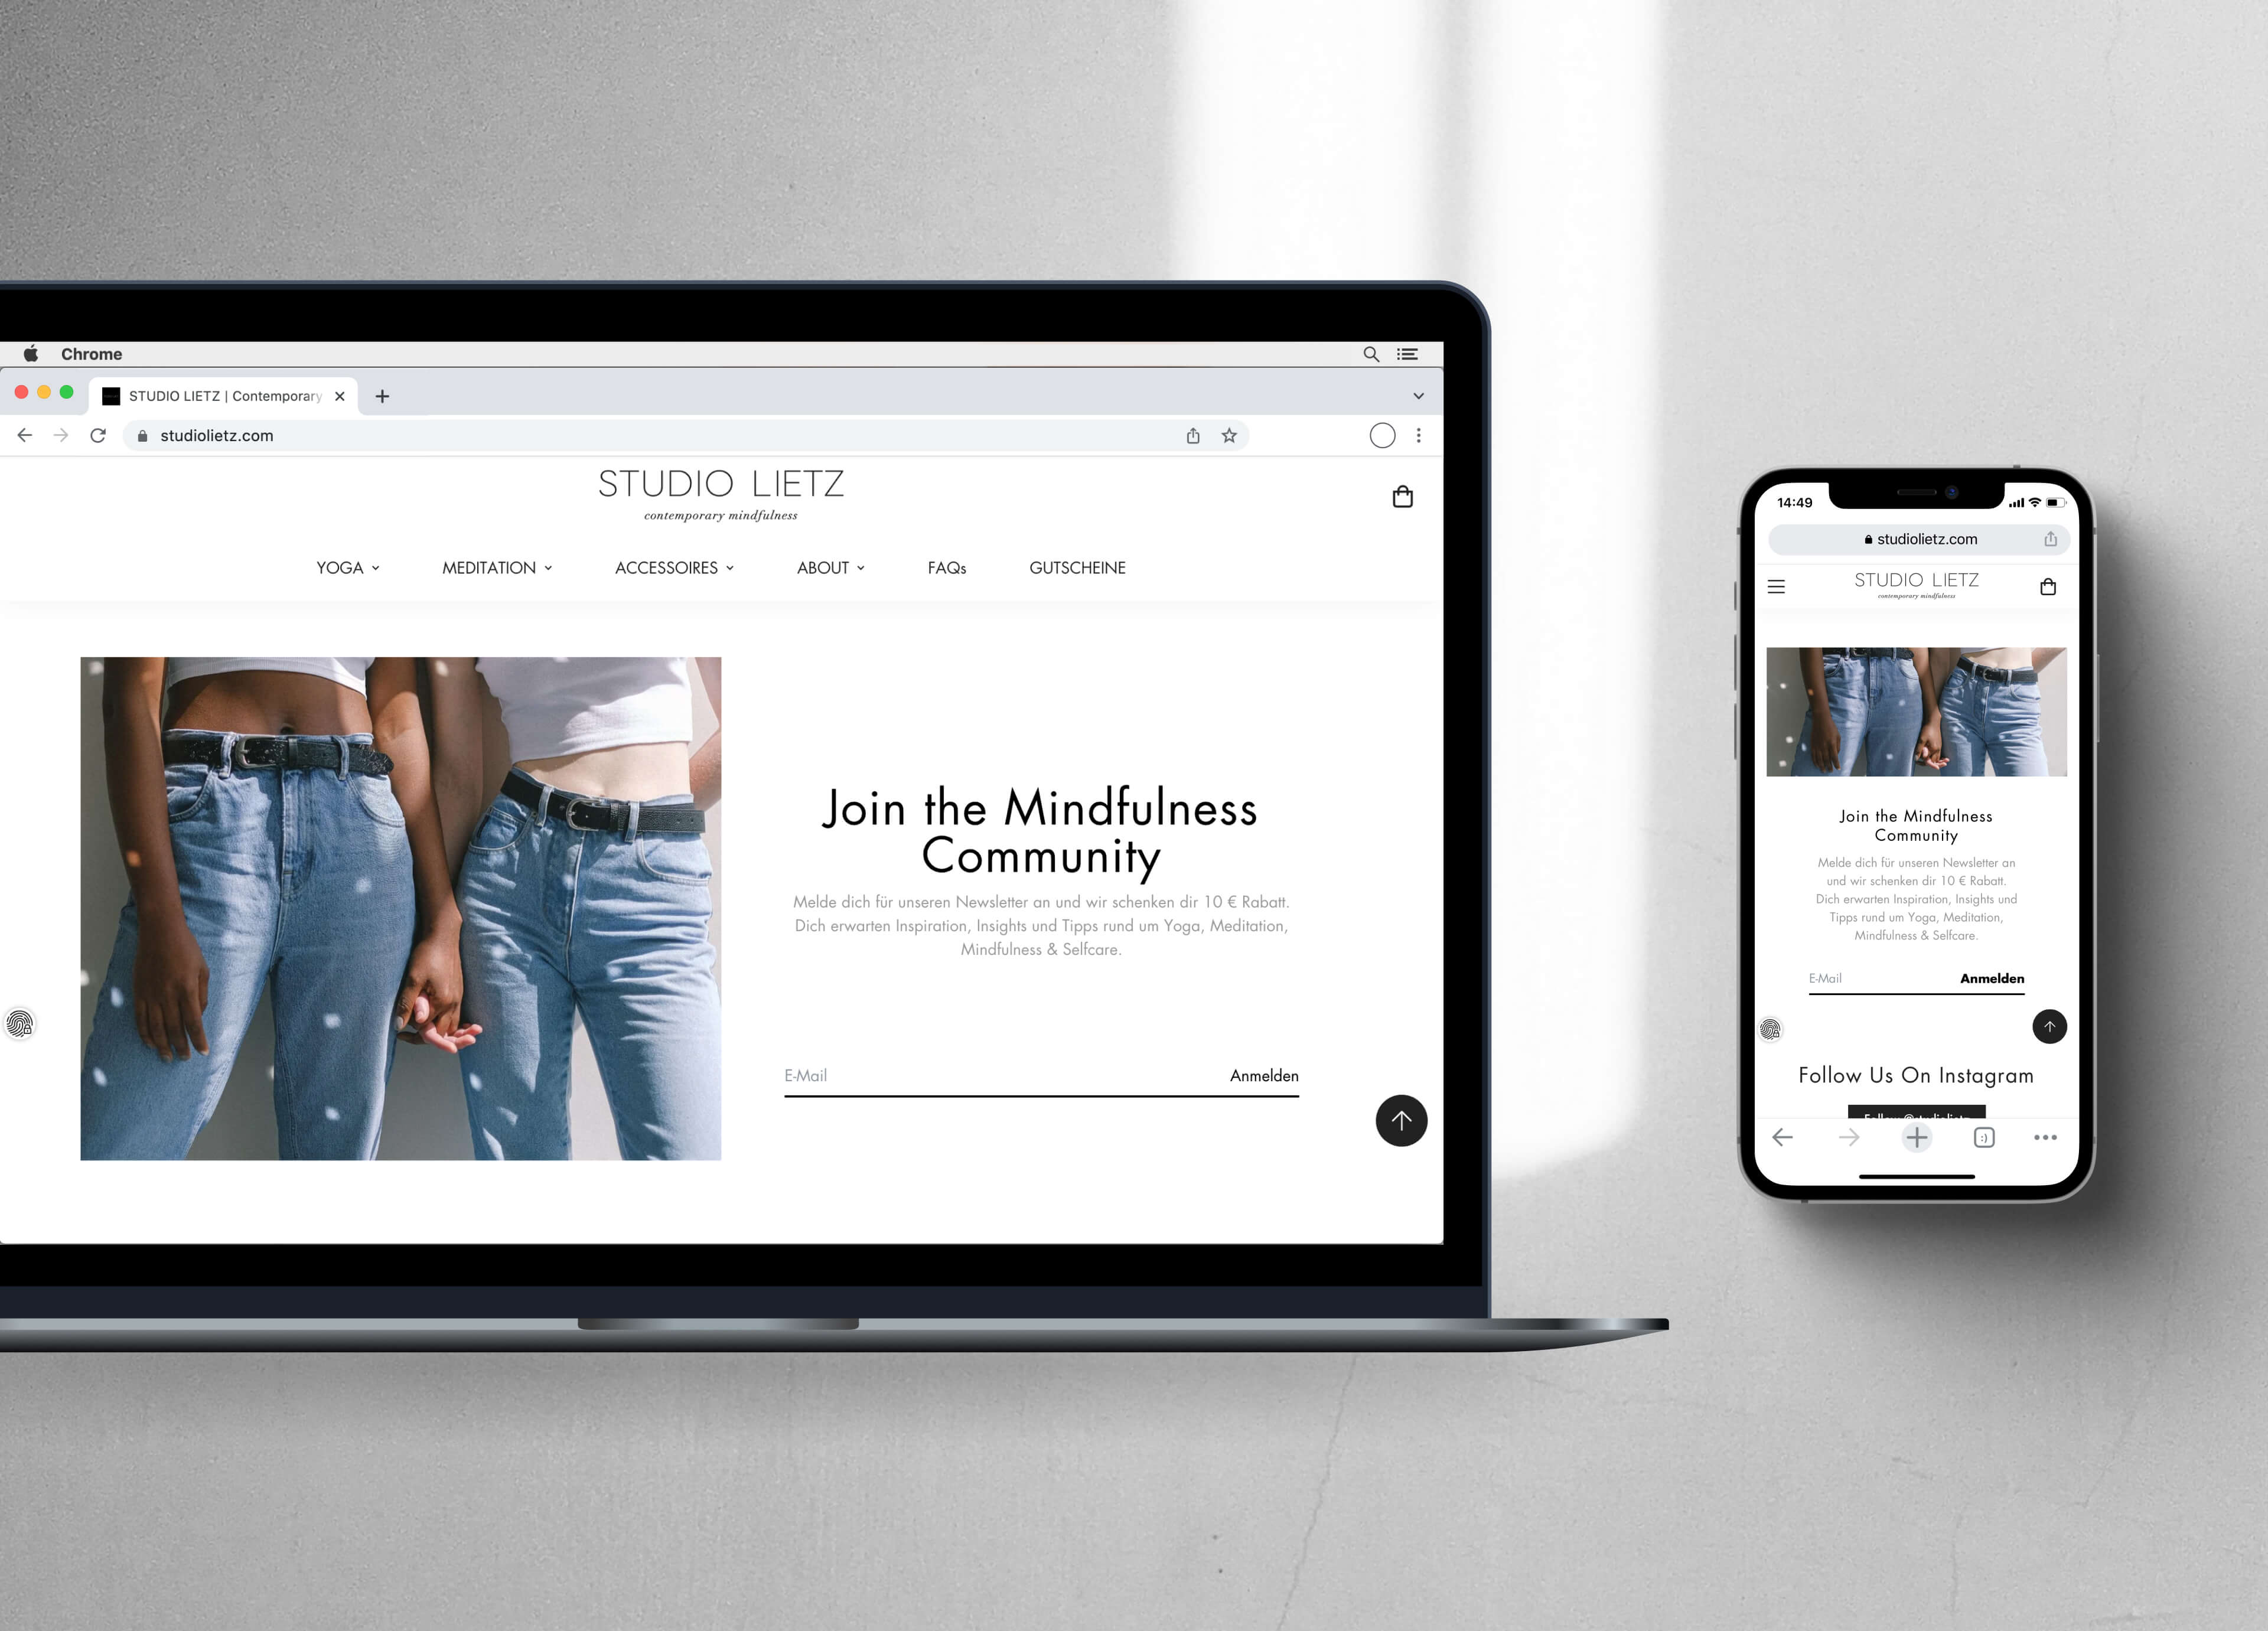 Chrome
STUDIO LIETZ | Contemporary
studiolietz.com
STUDIO LIETZ
contemporary mindfulness
YOGA
MEDITATION
ACCESSOIRES
ABOUT
FAQs
GUTSCHEINE
Join the Mindfulness
Community
Melde dich für unseren Newsletter an und wir schenken dir 10 € Rabatt.
Dich erwarten Inspiration, Insights und Tipps rund um Yoga, Meditation,
Mindfulness & Selfcare.
E-Mail
Anmelden
14:49
studiolietz.com
STUDIO LIETZ
contemporary mindfulness
Join the Mindfulness
Community
Melde dich für unseren Newsletter an
und wir schenken dir 10 € Rabatt.
Dich erwarten Inspiration, Insights und
Tipps rund um Yoga, Meditation,
Mindfulness & Selfcare.
E-Mail
Anmelden
Follow Us On Instagram
Follow @studiolietz
:)